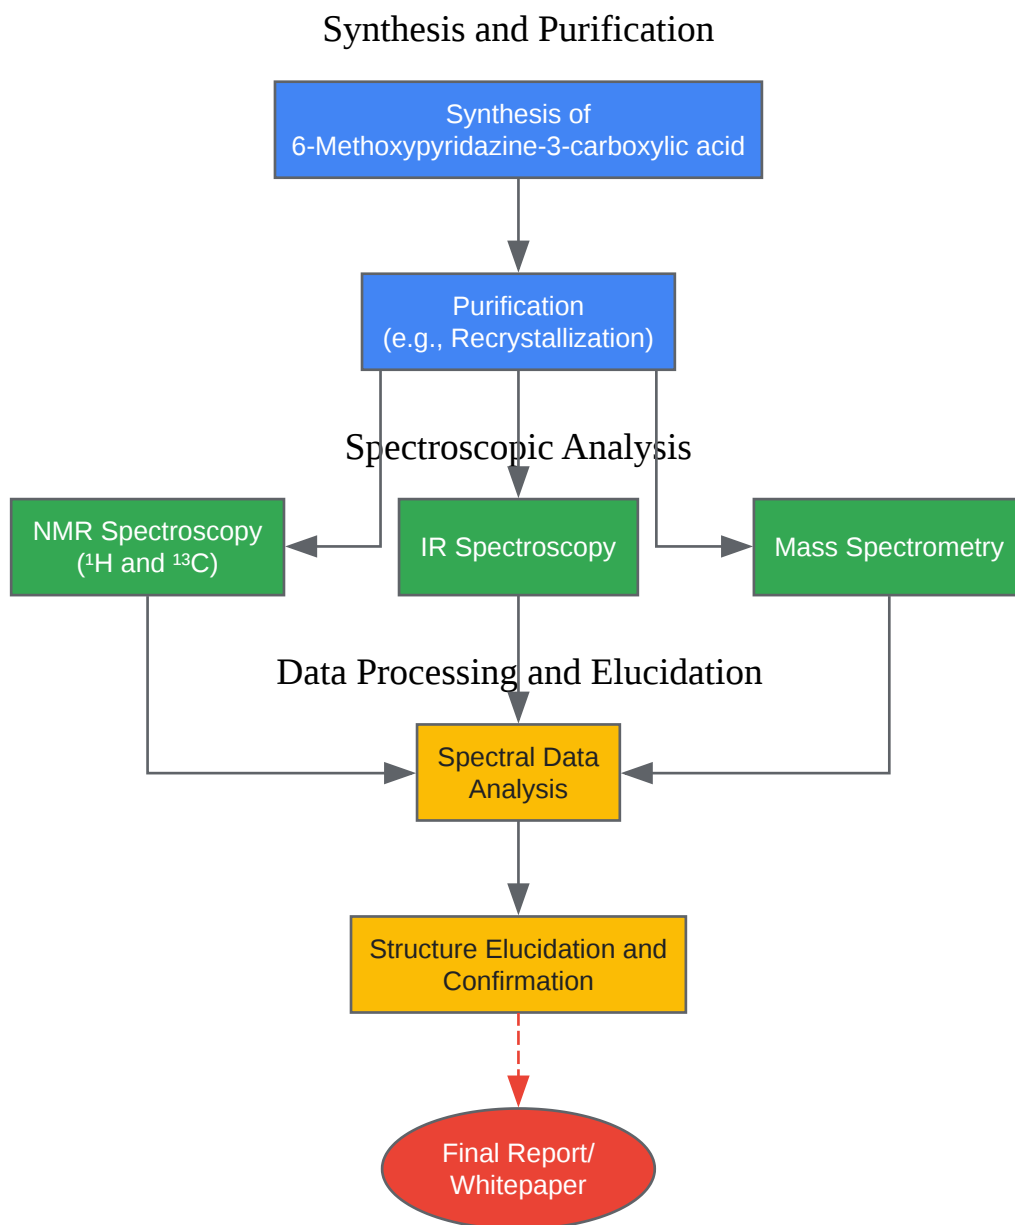 Synthesis and Purification
Synthesis of
6-Methoxypyridazine-3-carboxylic acid
Purification
(e.g., Recrystallization)
Spectroscopic Analysis
NMR Spectroscopy
(¹H and ¹³C)
IR Spectroscopy
Mass Spectrometry
Data Processing and Elucidation
Spectral Data
Analysis
Structure Elucidation and
Confirmation
Final Report/
Whitepaper